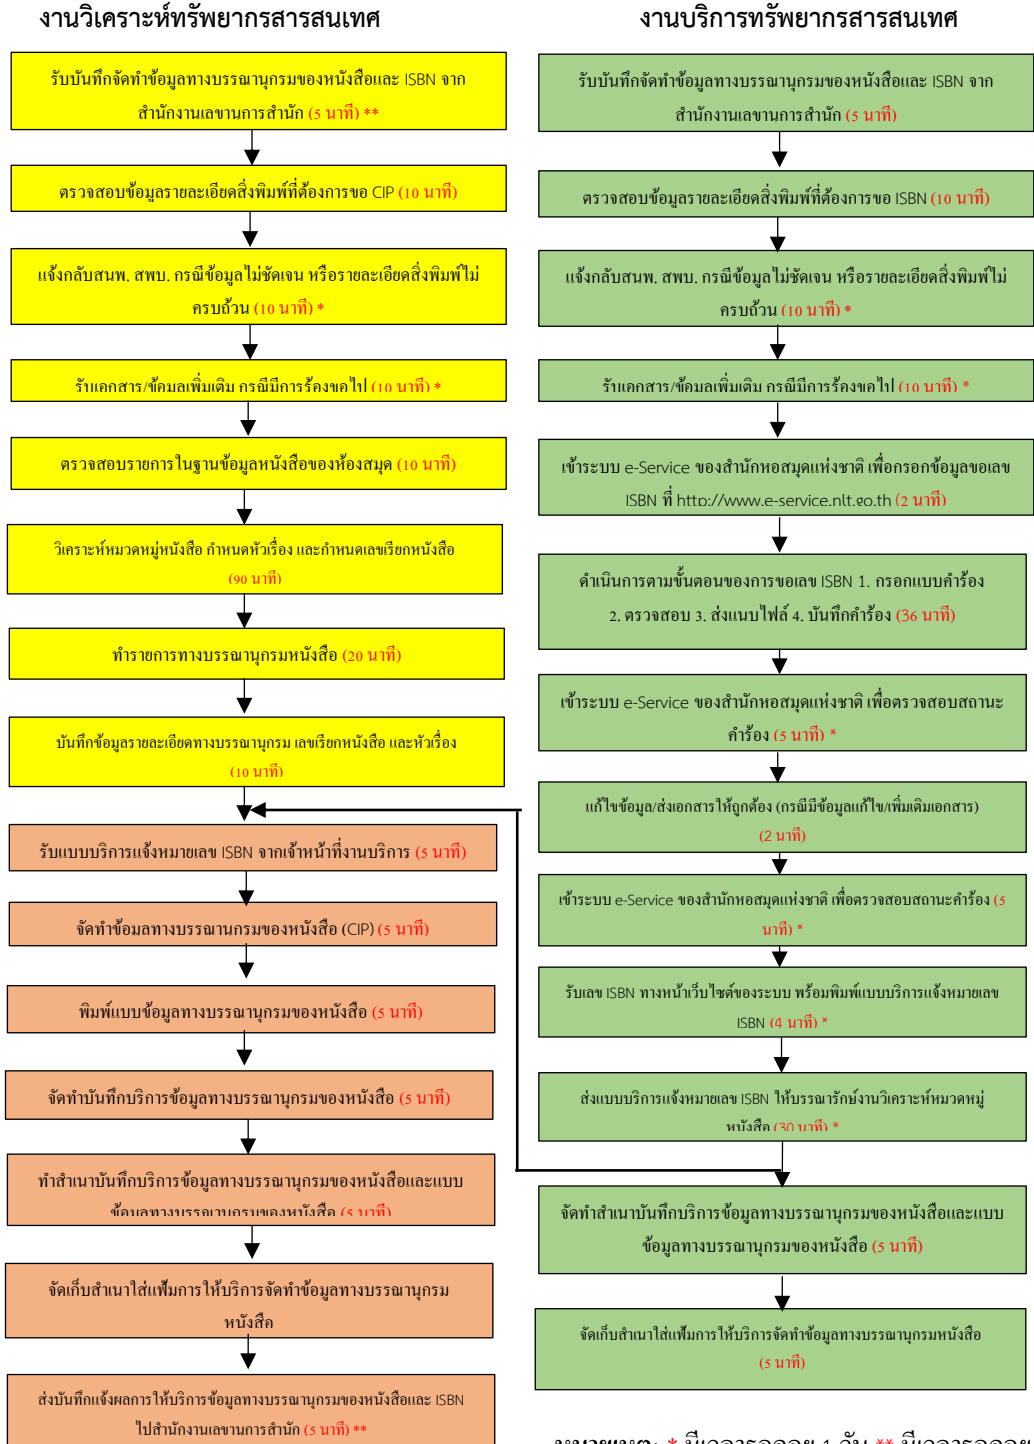 งานวิเคราะห์ทรัพยากรสารสนเทศ
รับบันทึกจัดทำข้อมูลทางบรรณานุกรมของหนังสือและ ISBN จาก
สำนักงานเลขานการสำนัก (5 นาที) **
ตรวจสอบข้อมูลรายละเอียดสิ่งพิมพ์ที่ต้องการขอ CIP (10 นาที)
แจ้งกลับสนพ. สพบ. กรณีข้อมูลไม่ชัดเจน หรือรายละเอียดสิ่งพิมพ์ไม่
ครบถ้วน (10 นาที) *
รับเอกสาร/ข้อมูลเพิ่มเติม กรณีมีการร้องขอไป (10 นาที) *
ตรวจสอบรายการในฐานข้อมูลหนังสือของห้องสมุด (10 นาที)
วิเคราะห์หมวดหมู่หนังสือ กำหนดหัวเรื่อง และกำหนดเลขเรียกหนังสือ
(90 นาที)
ทำรายการทางบรรณานุกรมหนังสือ (20 นาที)
บันทึกข้อมูลรายละเอียดทางบรรณานุกรม เลขเรียกหนังสือ และหัวเรื่อง
(10 นาที)
รับแบบบริการแจ้งหมายเลข ISBN จากเจ้าหน้าที่งานบริการ (5 นาที)
จัดทำข้อมูลทางบรรณานุกรมของหนังสือ (CIP) (5 นาที)
พิมพ์แบบข้อมูลทางบรรณานุกรมของหนังสือ (5 นาที)
จัดทำบันทึกบริการข้อมูลทางบรรณานุกรมของหนังสือ (5 นาที)
ทำสำเนาบันทึกบริการข้อมูลทางบรรณานุกรมของหนังสือและแบบ
ข้อมูลทางบรรณานุกรมของหนังสือ (5 นาที)
จัดเก็บสำเนาใส่แฟ้มการให้บริการจัดทำข้อมูลทางบรรณานุกรม
หนังสือ
ส่งบันทึกแจ้งผลการให้บริการข้อมูลทางบรรณานุกรมของหนังสือและ ISBN
ไปสำนักงานเลขานการสำนัก (5 นาที) **
งานบริการทรัพยากรสารสนเทศ
รับบันทึกจัดทำข้อมูลทางบรรณานุกรมของหนังสือและ ISBN จาก
สำนักงานเลขานการสำนัก (5 นาที)
ตรวจสอบข้อมูลรายละเอียดสิ่งพิมพ์ที่ต้องการขอ ISBN (10 นาที)
แจ้งกลับสนพ. สพบ. กรณีข้อมูลไม่ชัดเจน หรือรายละเอียดสิ่งพิมพ์ไม่
ครบถ้วน (10 นาที) *
รับเอกสาร/ข้อมูลเพิ่มเติม กรณีมีการร้องขอไป (10 นาที) *
เข้าระบบ e-Service ของสำนักหอสมุดแห่งชาติ เพื่อกรอกข้อมูลขอเลข
ISBN ที่ http://www.e-service.nlt.go.th (2 นาที)
ดำเนินการตามขั้นตอนของการขอเลข ISBN 1. กรอกแบบคำร้อง
2. ตรวจสอบ 3. ส่งแนบไฟล์ 4. บันทึกคำร้อง (36 นาที)
เข้าระบบ e-Service ของสำนักหอสมุดแห่งชาติ เพื่อตรวจสอบสถานะ
คำร้อง (5 นาที) *
แก้ไขข้อมูล/ส่งเอกสารให้ถูกต้อง (กรณีมีข้อมูลแก้ไข/เพิ่มเติมเอกสาร)
(2 นาที)
เข้าระบบ e-Service ของสำนักหอสมุดแห่งชาติ เพื่อตรวจสอบสถานะคำร้อง (5
นาที) *
รับเลข ISBN ทางหน้าเว็บไซต์ของระบบ พร้อมพิมพ์แบบบริการแจ้งหมายเลข
ISBN (4 นาที) *
ส่งแบบบริการแจ้งหมายเลข ISBN ให้บรรณารักษ์งานวิเคราะห์หมวดหมู่
หนังสือ (30 นาที) *
จัดทำสำเนาบันทึกบริการข้อมูลทางบรรณานุกรมของหนังสือและแบบ
ข้อมูลทางบรรณานุกรมของหนังสือ (5 นาที)
จัดเก็บสำเนาใส่แฟ้มการให้บริการจัดทำข้อมูลทางบรรณานุกรมหนังสือ
(5 นาที)